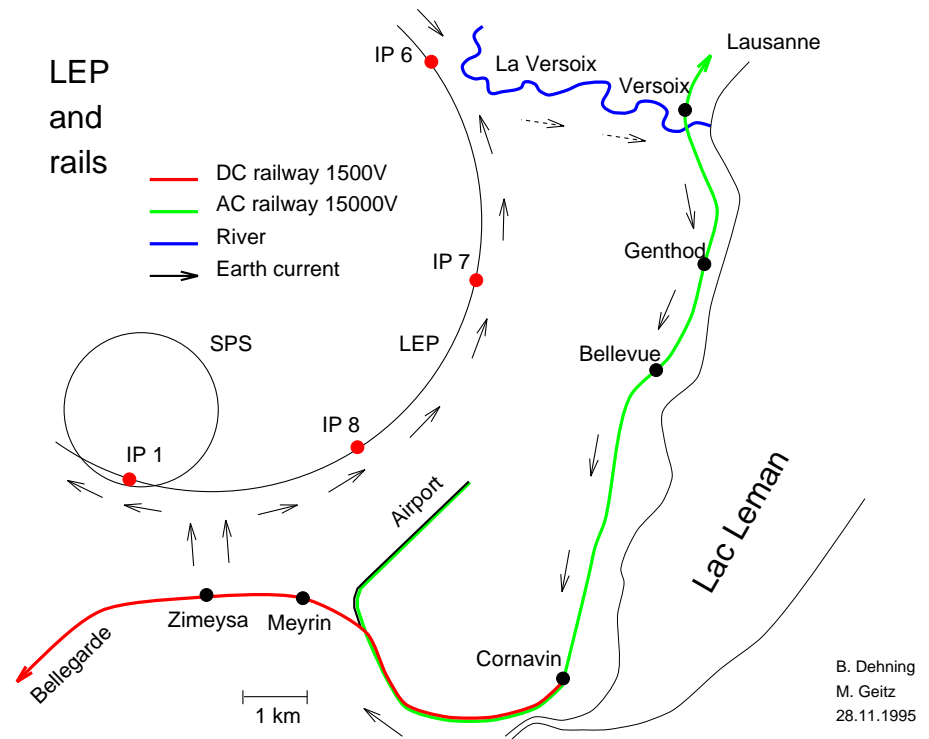 LEP
and
rails
DC railway 1500V
AC railway 15000V
River
Earth current
IP 6
La Versoix
Versoix
Lausanne
Genthod
IP 7
Bellevue
SPS
LEP
IP 8
IP 1
Airport
Lac Leman
Zimeysa
Meyrin
Bellegarde
Cornavin
1 km
B. Dehning
M. Geitz
28.11.1995